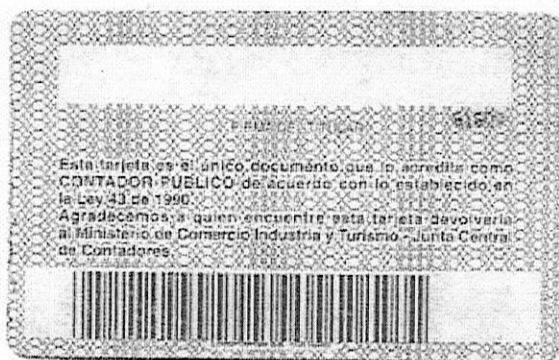 FIRMA DEL TITULAR
Esta tarjeta es el único documento que lo acredita como
CONTADOR PUBLICO de acuerdo con lo establecido en
la Ley 43 de 1990.
Agradecemos a quien encuentre esta tarjeta devolverla
al Ministerio de Comercio Industria y Turismo - Junta Central
de Contadores.